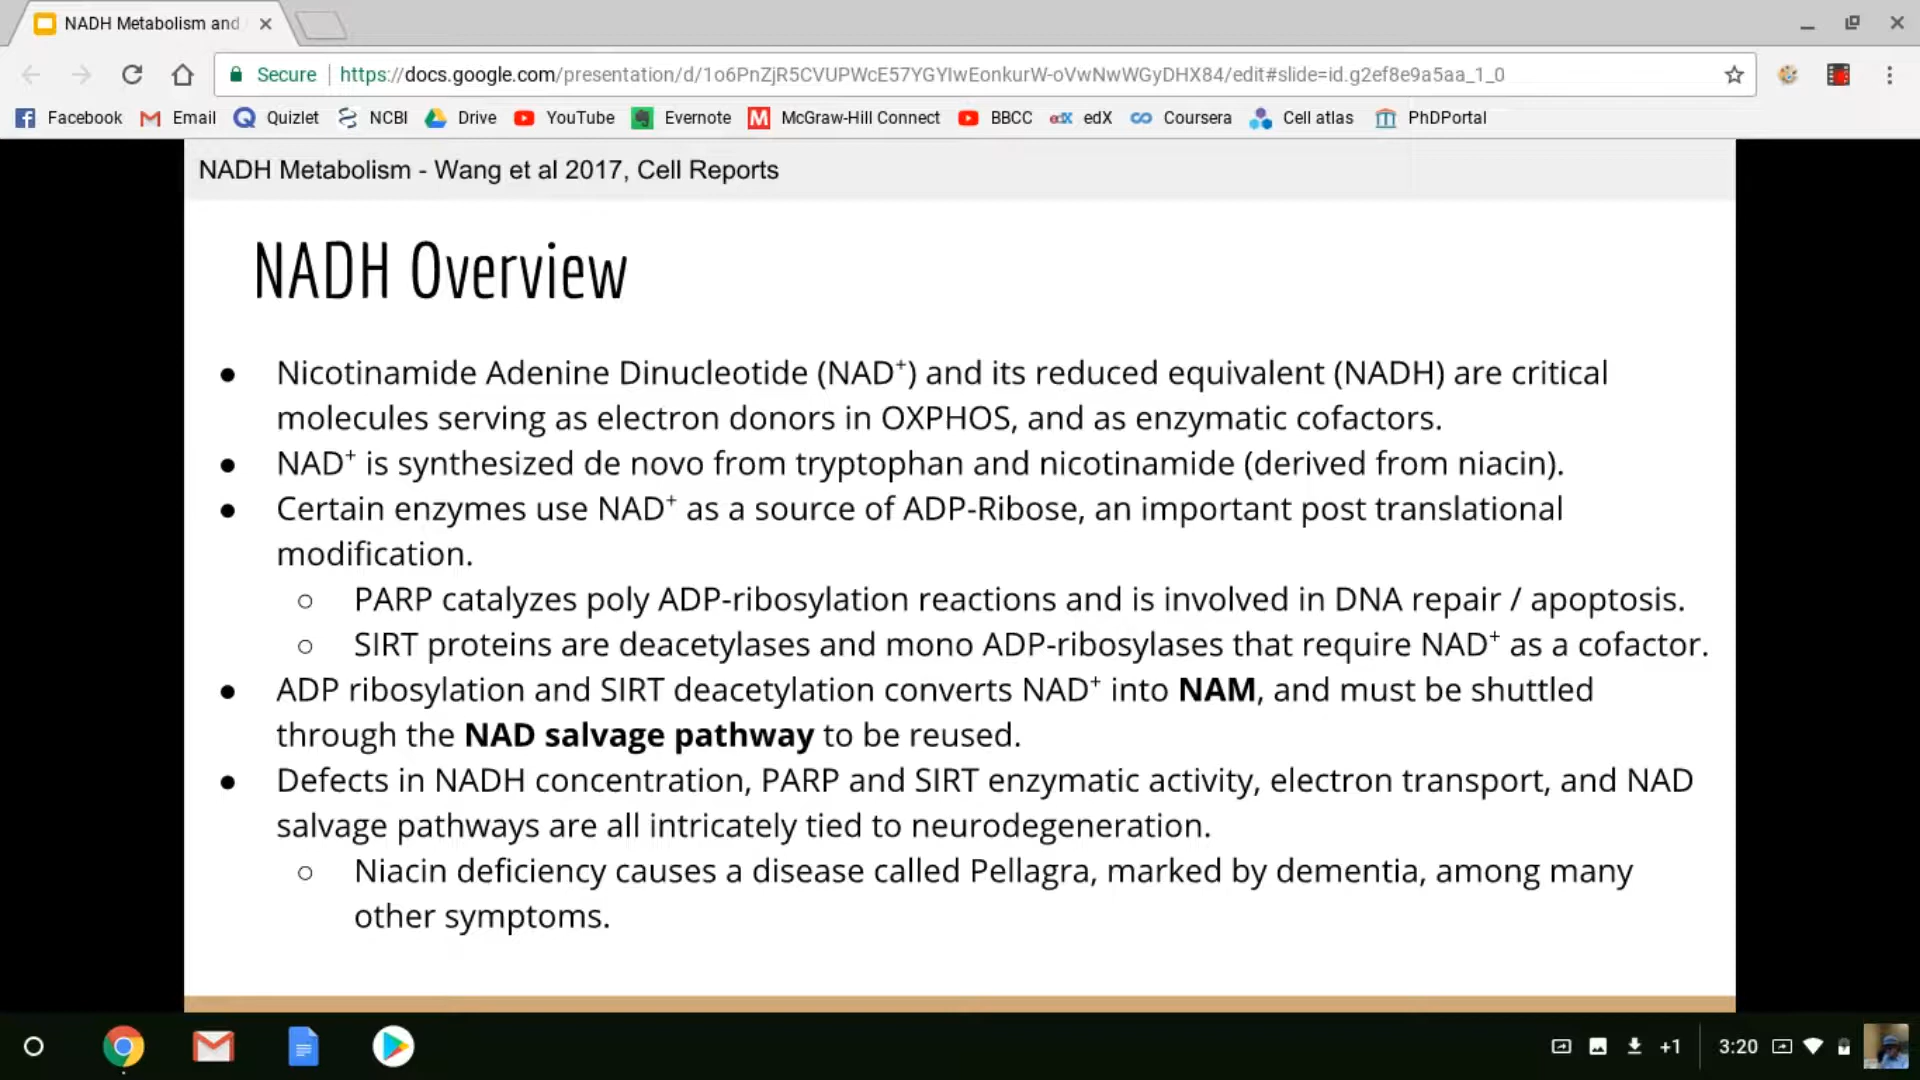 NADH Metabolism and
Secure
https://docs.google.com/presentation/d/1o6PnZjR5CVUPWcE57YGYIwEonkurW-oVwNwWGyDHX84/edit#slide=id.g2ef8e9a5aa_1_0
Facebook Email Quizlet NCBI Drive YouTube Evernote M McGraw-Hill Connect BBCC edX edX Coursera Cell atlas PhDPortal
NADH Metabolism - Wang et al 2017, Cell Reports
NADH Overview
● Nicotinamide Adenine Dinucleotide (NAD⁺) and its reduced equivalent (NADH) are critical
molecules serving as electron donors in OXPHOS, and as enzymatic cofactors.
● NAD⁺ is synthesized de novo from tryptophan and nicotinamide (derived from niacin).
● Certain enzymes use NAD⁺ as a source of ADP-Ribose, an important post translational
modification.
○ PARP catalyzes poly ADP-ribosylation reactions and is involved in DNA repair / apoptosis.
○ SIRT proteins are deacetylases and mono ADP-ribosylases that require NAD⁺ as a cofactor.
● ADP ribosylation and SIRT deacetylation converts NAD⁺ into NAM, and must be shuttled
through the NAD salvage pathway to be reused.
● Defects in NADH concentration, PARP and SIRT enzymatic activity, electron transport, and NAD
salvage pathways are all intricately tied to neurodegeneration.
○ Niacin deficiency causes a disease called Pellagra, marked by dementia, among many
other symptoms.
+1 3:20